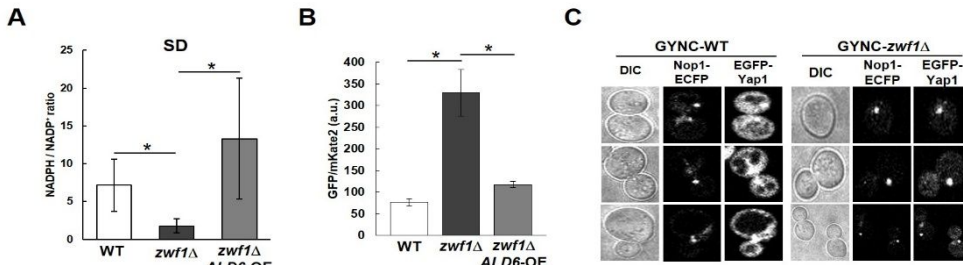 A
SD
NADPH / NADP+ ratio
25
20
15
10
5
0
*
*
WT
zwf1Δ
zwf1Δ
ALD6-OE
B
GFP/mKate2 (a.u.)
400
350
300
250
200
150
100
50
0
*
*
WT
zwf1Δ
zwf1Δ
ALD6-OE
C
GYNC-WT
DIC
Nop1-
ECFP
EGFP-
Yap1
GYNC-zwf1Δ
DIC
Nop1-
ECFP
EGFP-
Yap1